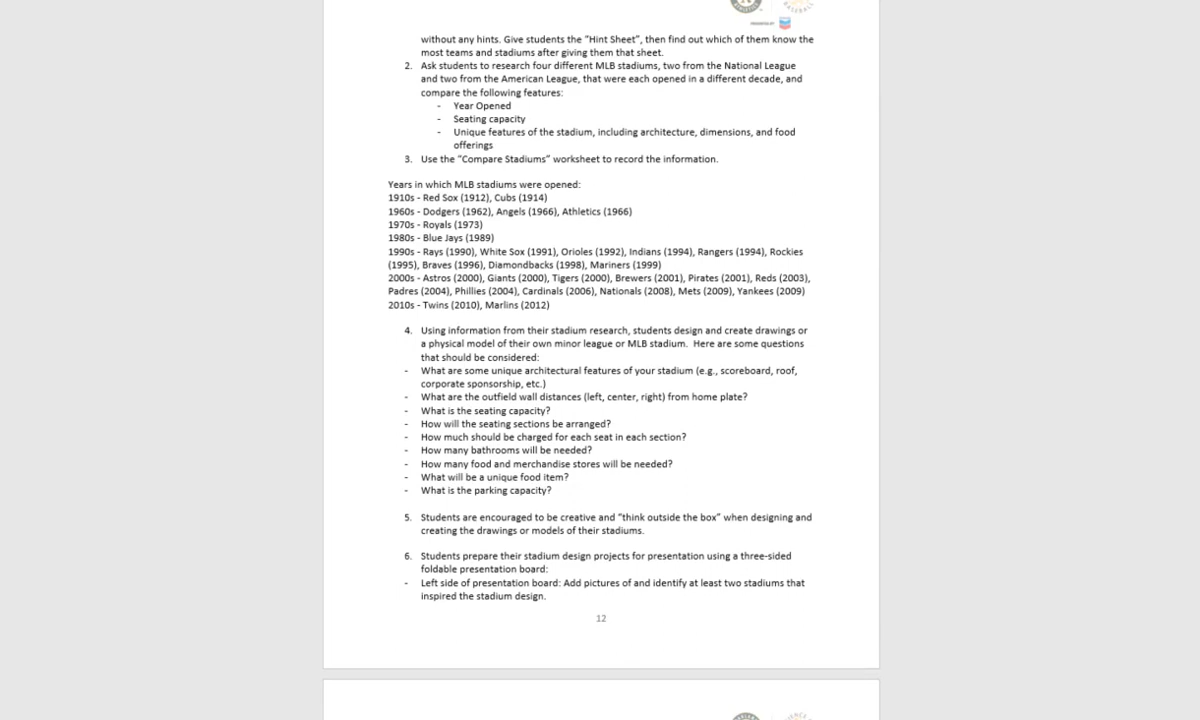 without any hints. Give students the "Hint Sheet", then find out which of them know the
most teams and stadiums after giving them that sheet.
2. Ask students to research four different MLB stadiums, two from the National League
and two from the American League, that were each opened in a different decade, and
compare the following features:
- Year Opened
- Seating capacity
- Unique features of the stadium, including architecture, dimensions, and food
offerings
3. Use the "Compare Stadiums" worksheet to record the information.
Years in which MLB stadiums were opened:
1910s - Red Sox (1912), Cubs (1914)
1960s - Dodgers (1962), Angels (1966), Athletics (1966)
1970s - Royals (1973)
1980s - Blue Jays (1989)
1990s - Rays (1990), White Sox (1991), Orioles (1992), Indians (1994), Rangers (1994), Rockies
(1995), Braves (1996), Diamondbacks (1998), Mariners (1999)
2000s - Astros (2000), Giants (2000), Tigers (2000), Brewers (2001), Pirates (2001), Reds (2003),
Padres (2004), Phillies (2004), Cardinals (2006), Nationals (2008), Mets (2009), Yankees (2009)
2010s - Twins (2010), Marlins (2012)
4. Using information from their stadium research, students design and create drawings or
a physical model of their own minor league or MLB stadium. Here are some questions
that should be considered:
- What are some unique architectural features of your stadium (e.g., scoreboard, roof,
corporate sponsorship, etc.)
- What are the outfield wall distances (left, center, right) from home plate?
- What is the seating capacity?
- How will the seating sections be arranged?
- How much should be charged for each seat in each section?
- How many bathrooms will be needed?
- How many food and merchandise stores will be needed?
- What will be a unique food item?
- What is the parking capacity?
5. Students are encouraged to be creative and "think outside the box" when designing and
creating the drawings or models of their stadiums.
6. Students prepare their stadium design projects for presentation using a three-sided
foldable presentation board:
- Left side of presentation board: Add pictures of and identify at least two stadiums that
inspired the stadium design.
12